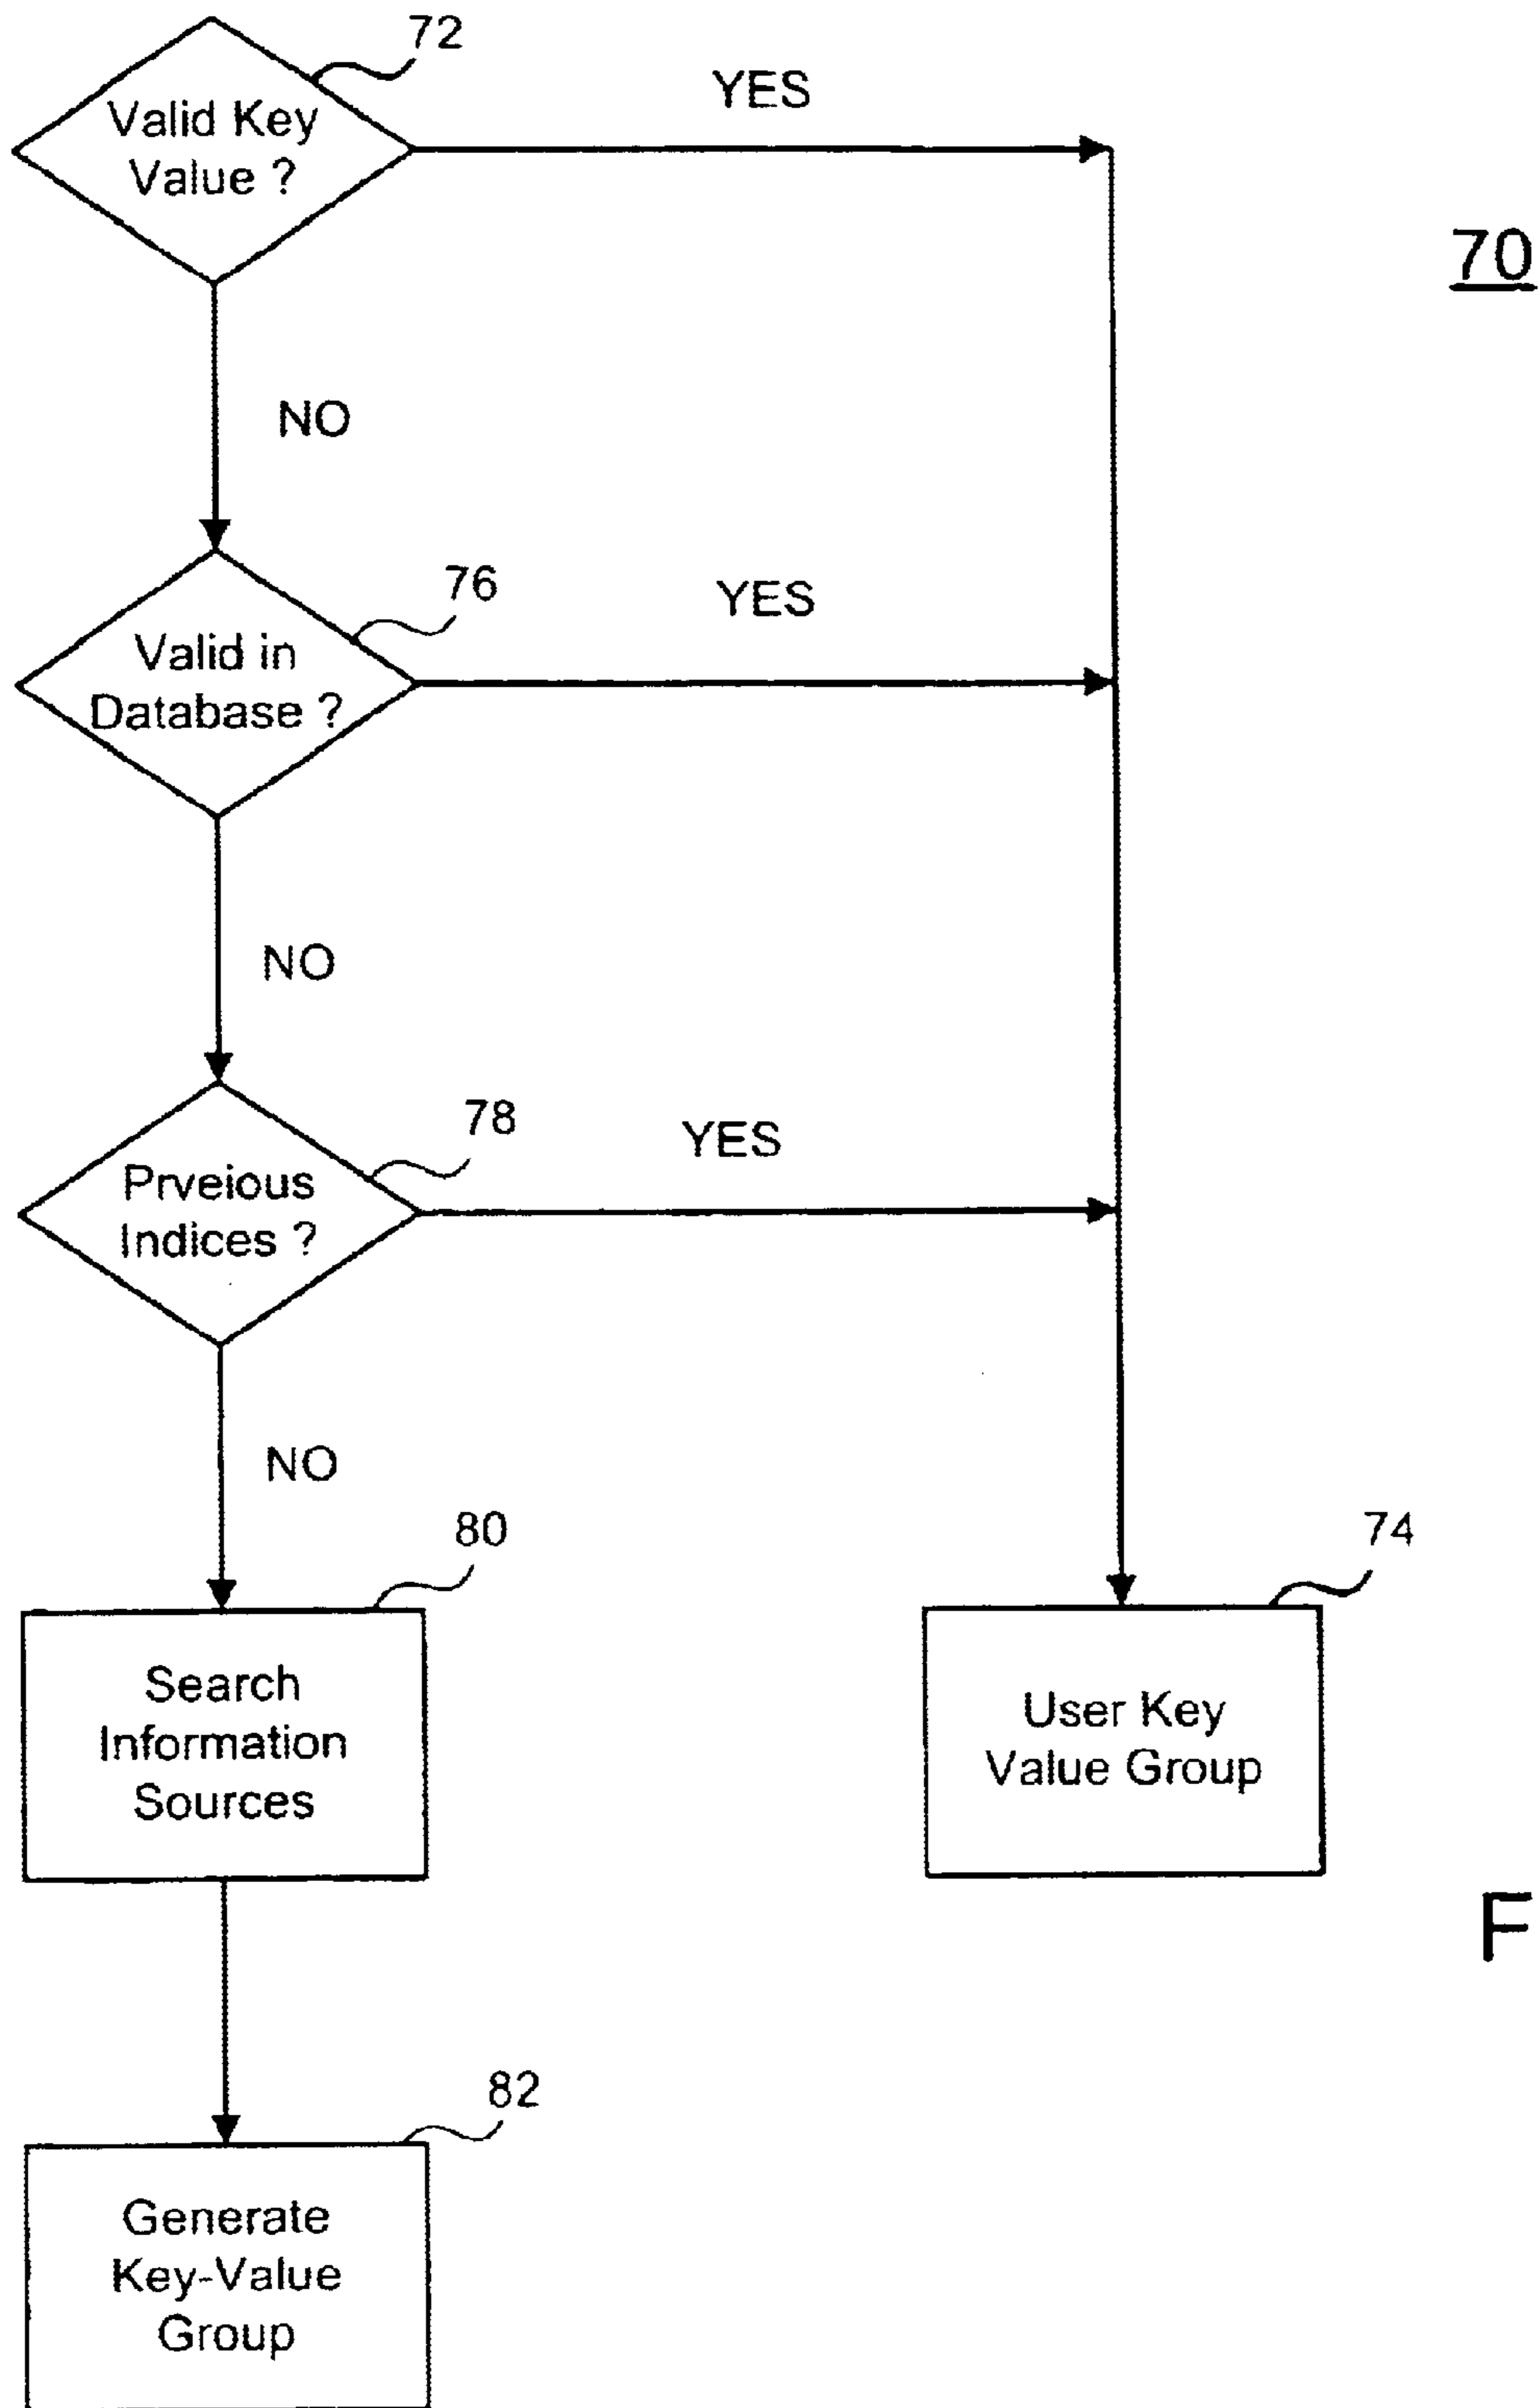 72
Valid Key
Value ?
YES
70
NO
76
Valid in
Database ?
YES
NO
78
Prveious
Indices ?
YES
NO
80
Search
Information
Sources
74
User Key
Value Group
F
82
Generate
Key-Value
Group